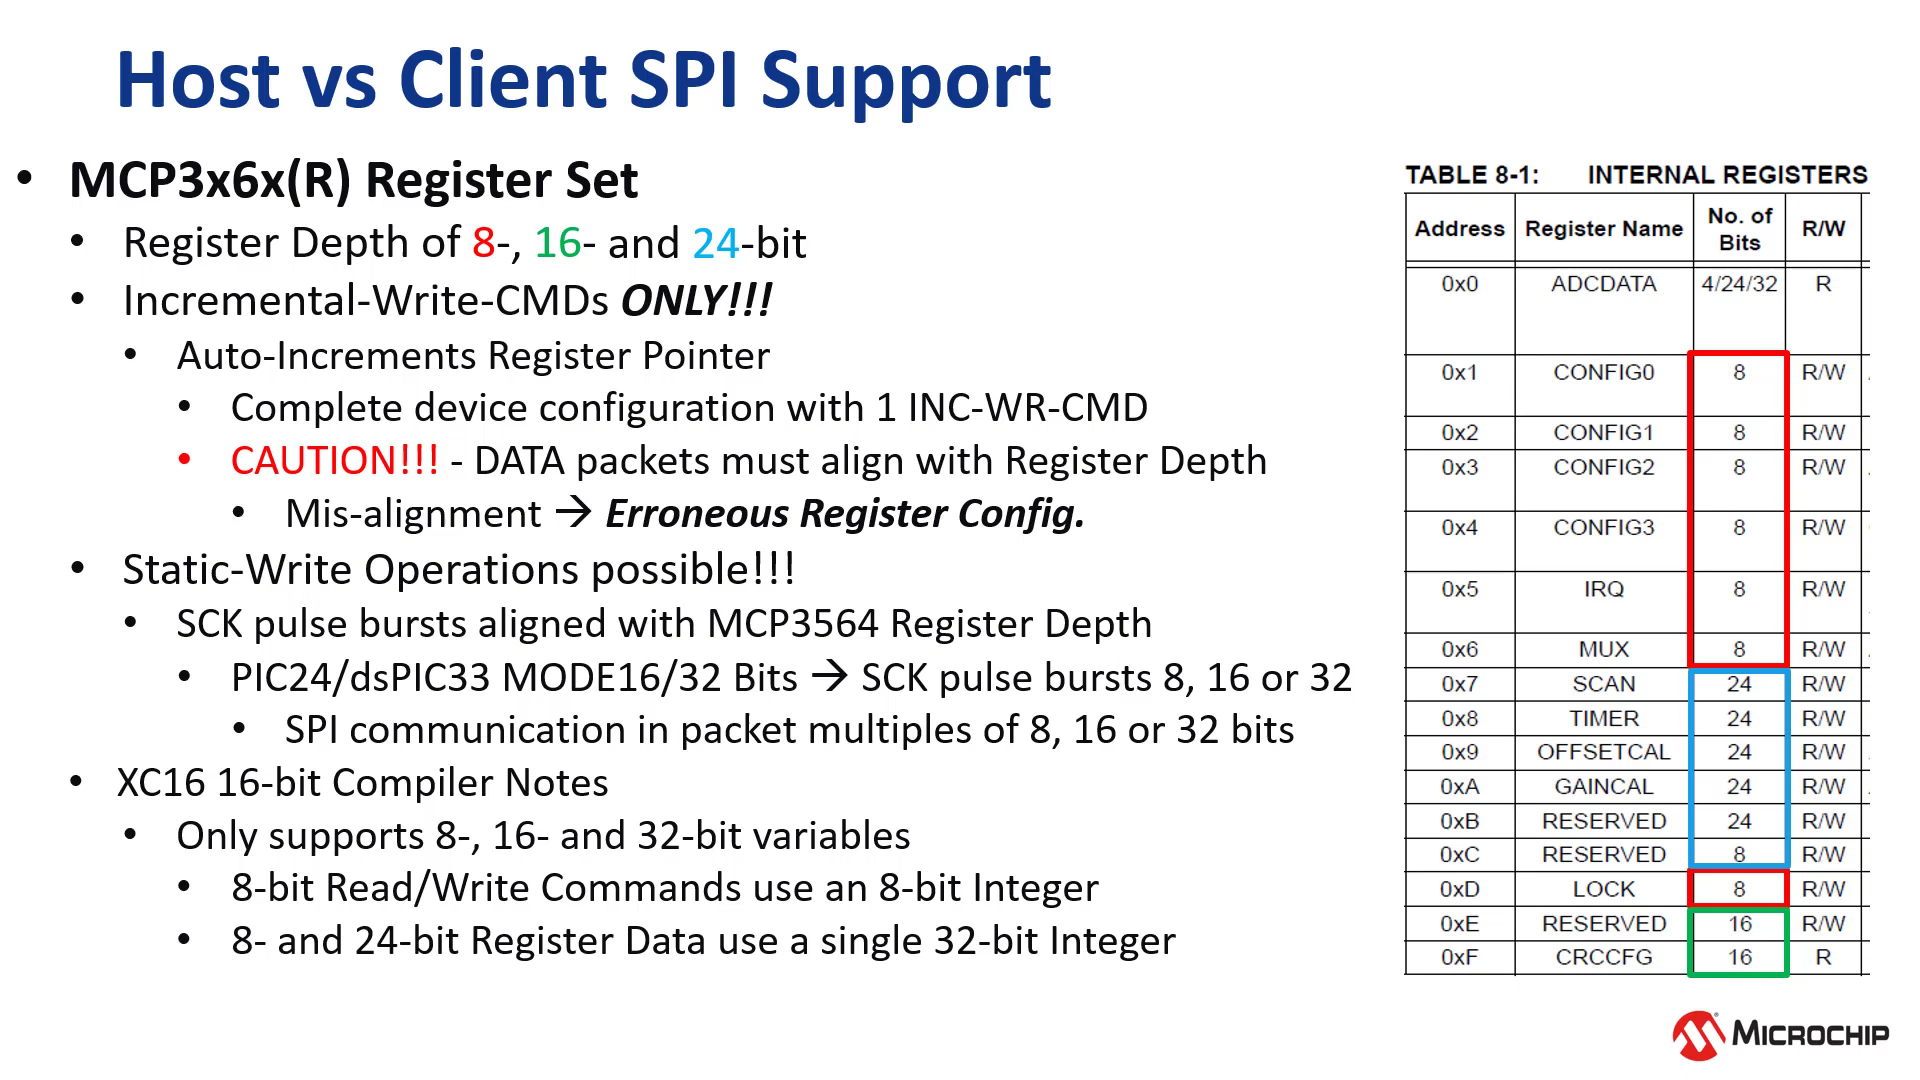 Host vs Client SPI Support
• MCP3x6x(R) Register Set
• Register Depth of 8-, 16- and 24-bit
• Incremental-Write-CMDs ONLY!!!
• Auto-Increments Register Pointer
• Complete device configuration with 1 INC-WR-CMD
• CAUTION!!! - DATA packets must align with Register Depth
• Mis-alignment → Erroneous Register Config.
• Static-Write Operations possible!!!
• SCK pulse bursts aligned with MCP3564 Register Depth
• PIC24/dsPIC33 MODE16/32 Bits → SCK pulse bursts 8, 16 or 32
• SPI communication in packet multiples of 8, 16 or 32 bits
• XC16 16-bit Compiler Notes
• Only supports 8-, 16- and 32-bit variables
• 8-bit Read/Write Commands use an 8-bit Integer
• 8- and 24-bit Register Data use a single 32-bit Integer
TABLE 8-1: INTERNAL REGISTERS
Address Register Name No. of Bits R/W
0x0 ADCDATA 4/24/32 R
0x1 CONFIG0 8 R/W
0x2 CONFIG1 8 R/W
0x3 CONFIG2 8 R/W
0x4 CONFIG3 8 R/W
0x5 IRQ 8 R/W
0x6 MUX 8 R/W
0x7 SCAN 24 R/W
0x8 TIMER 24 R/W
0x9 OFFSETCAL 24 R/W
0xA GAINCAL 24 R/W
0xB RESERVED 24 R/W
0xC RESERVED 8 R/W
0xD LOCK 8 R/W
0xE RESERVED 16 R/W
0xF CRCCFG 16 R
MICROCHIP